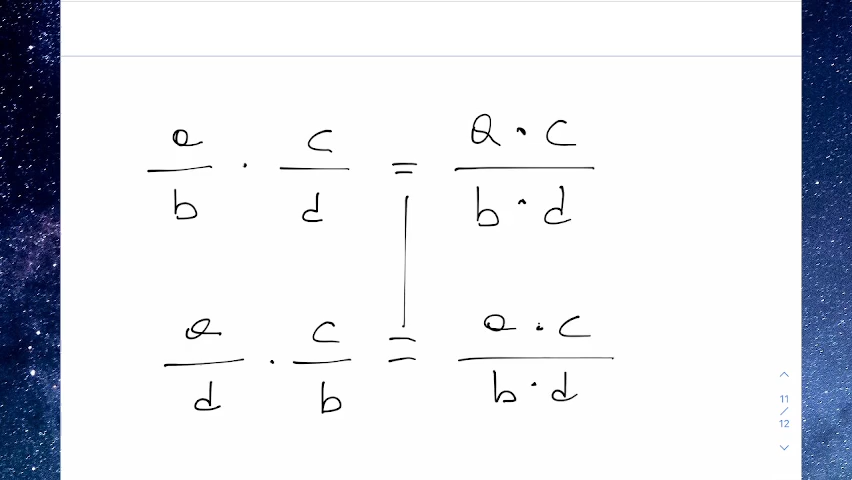 a/b · c/d = a · c / b · d
a/d · c/b = a · c / b · d
11
/
12